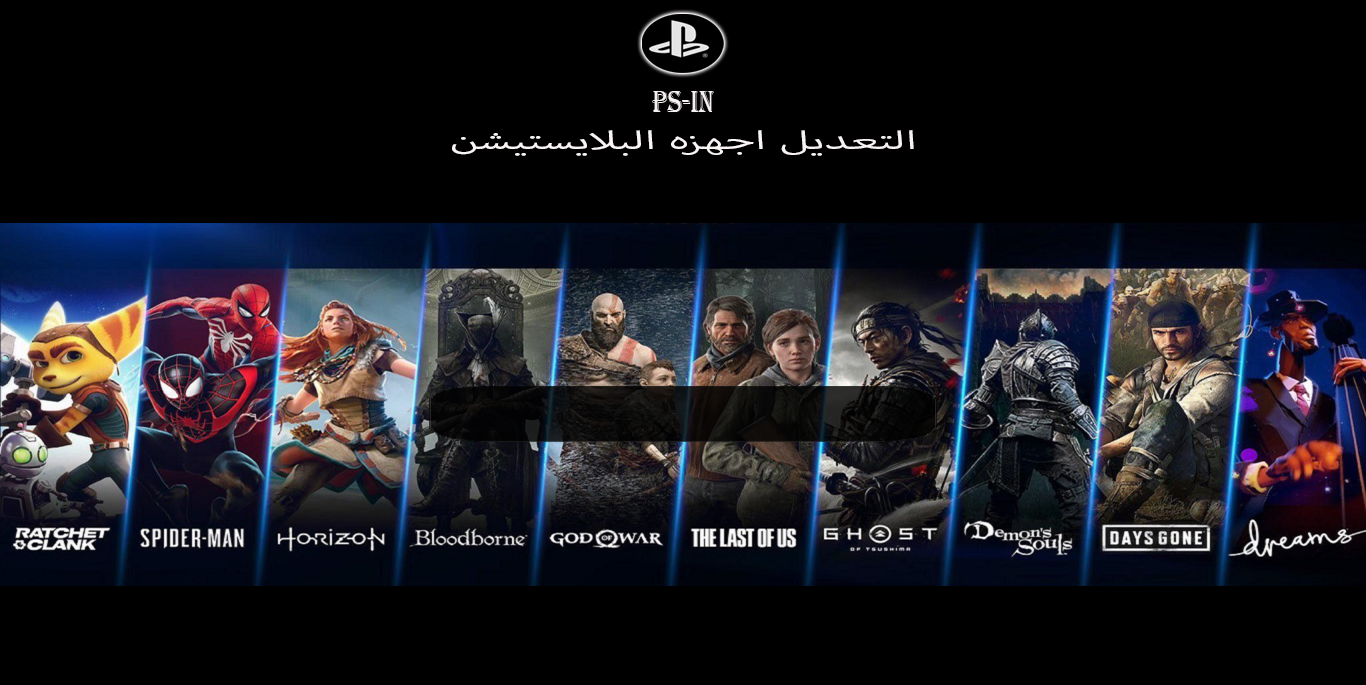 PS-IN
التعديل اجهزه البلايستيشن
RATCHET & CLANK
SPIDER-MAN
HORIZON
Bloodborne
GOD OF WAR
THE LAST OF US
GHOST
OF TSUSHIMA
Demon's Souls
DAYS GONE
dreams